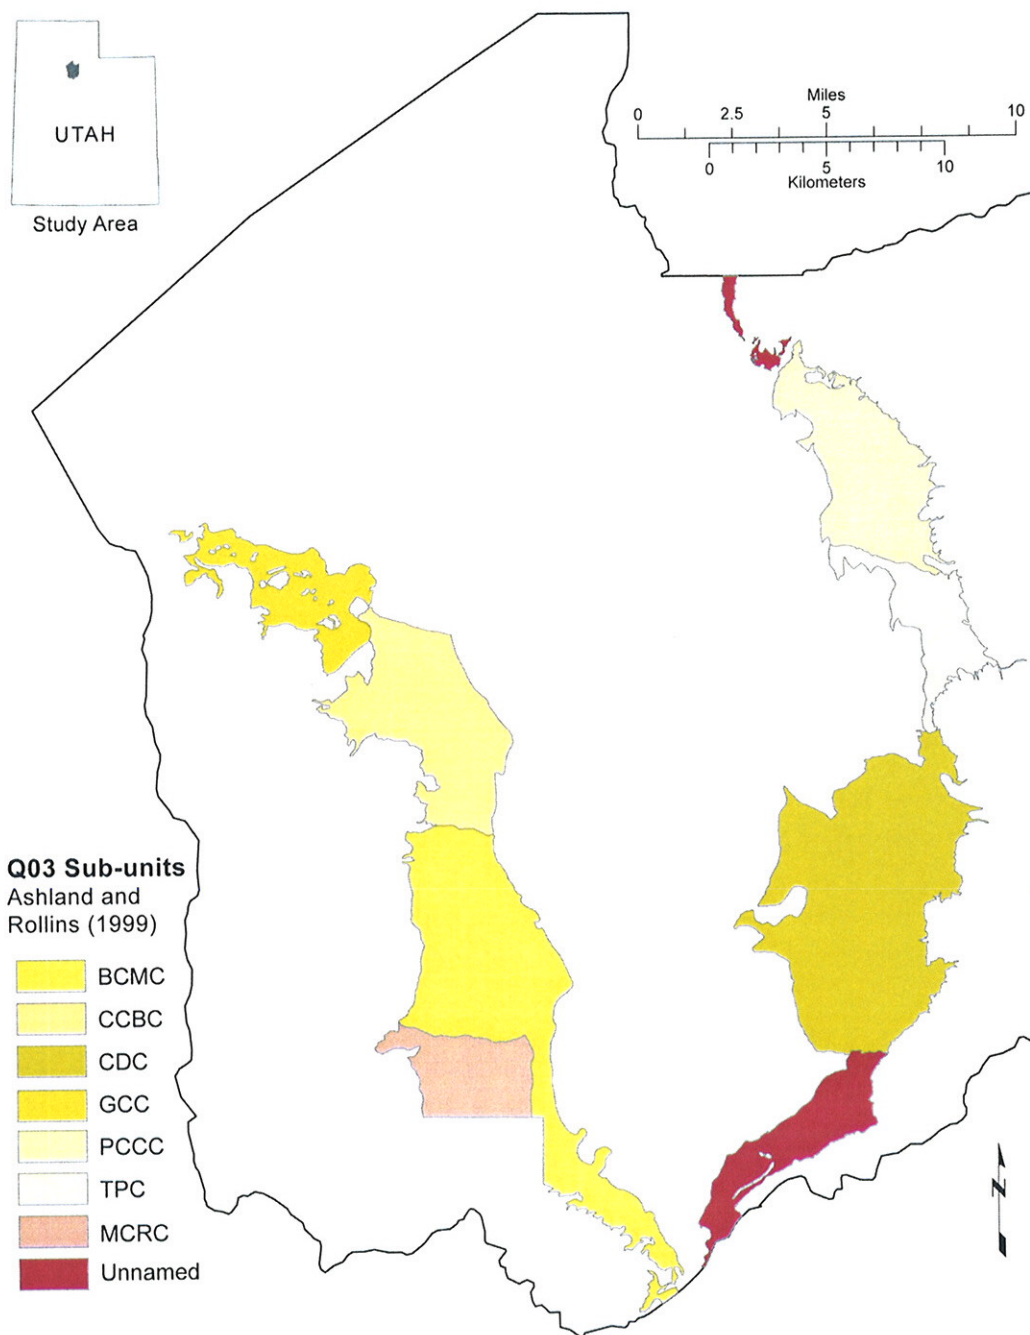 UTAH
Study Area
Miles
0 2.5 5 10
0 5 10
Kilometers
N
Q03 Sub-units
Ashland and
Rollins (1999)
BCMC
CCBC
CDC
GCC
PCCC
TPC
MCRC
Unnamed